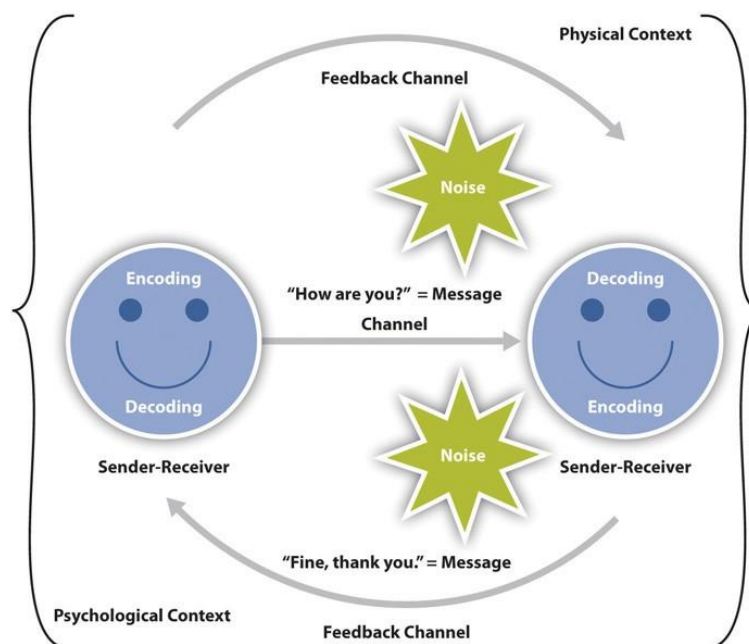 Physical Context
Feedback Channel
Noise
Encoding
Decoding
“How are you?” = Message
Channel
Decoding
Encoding
Noise
Sender-Receiver
Sender-Receiver
“Fine, thank you.” = Message
Psychological Context
Feedback Channel